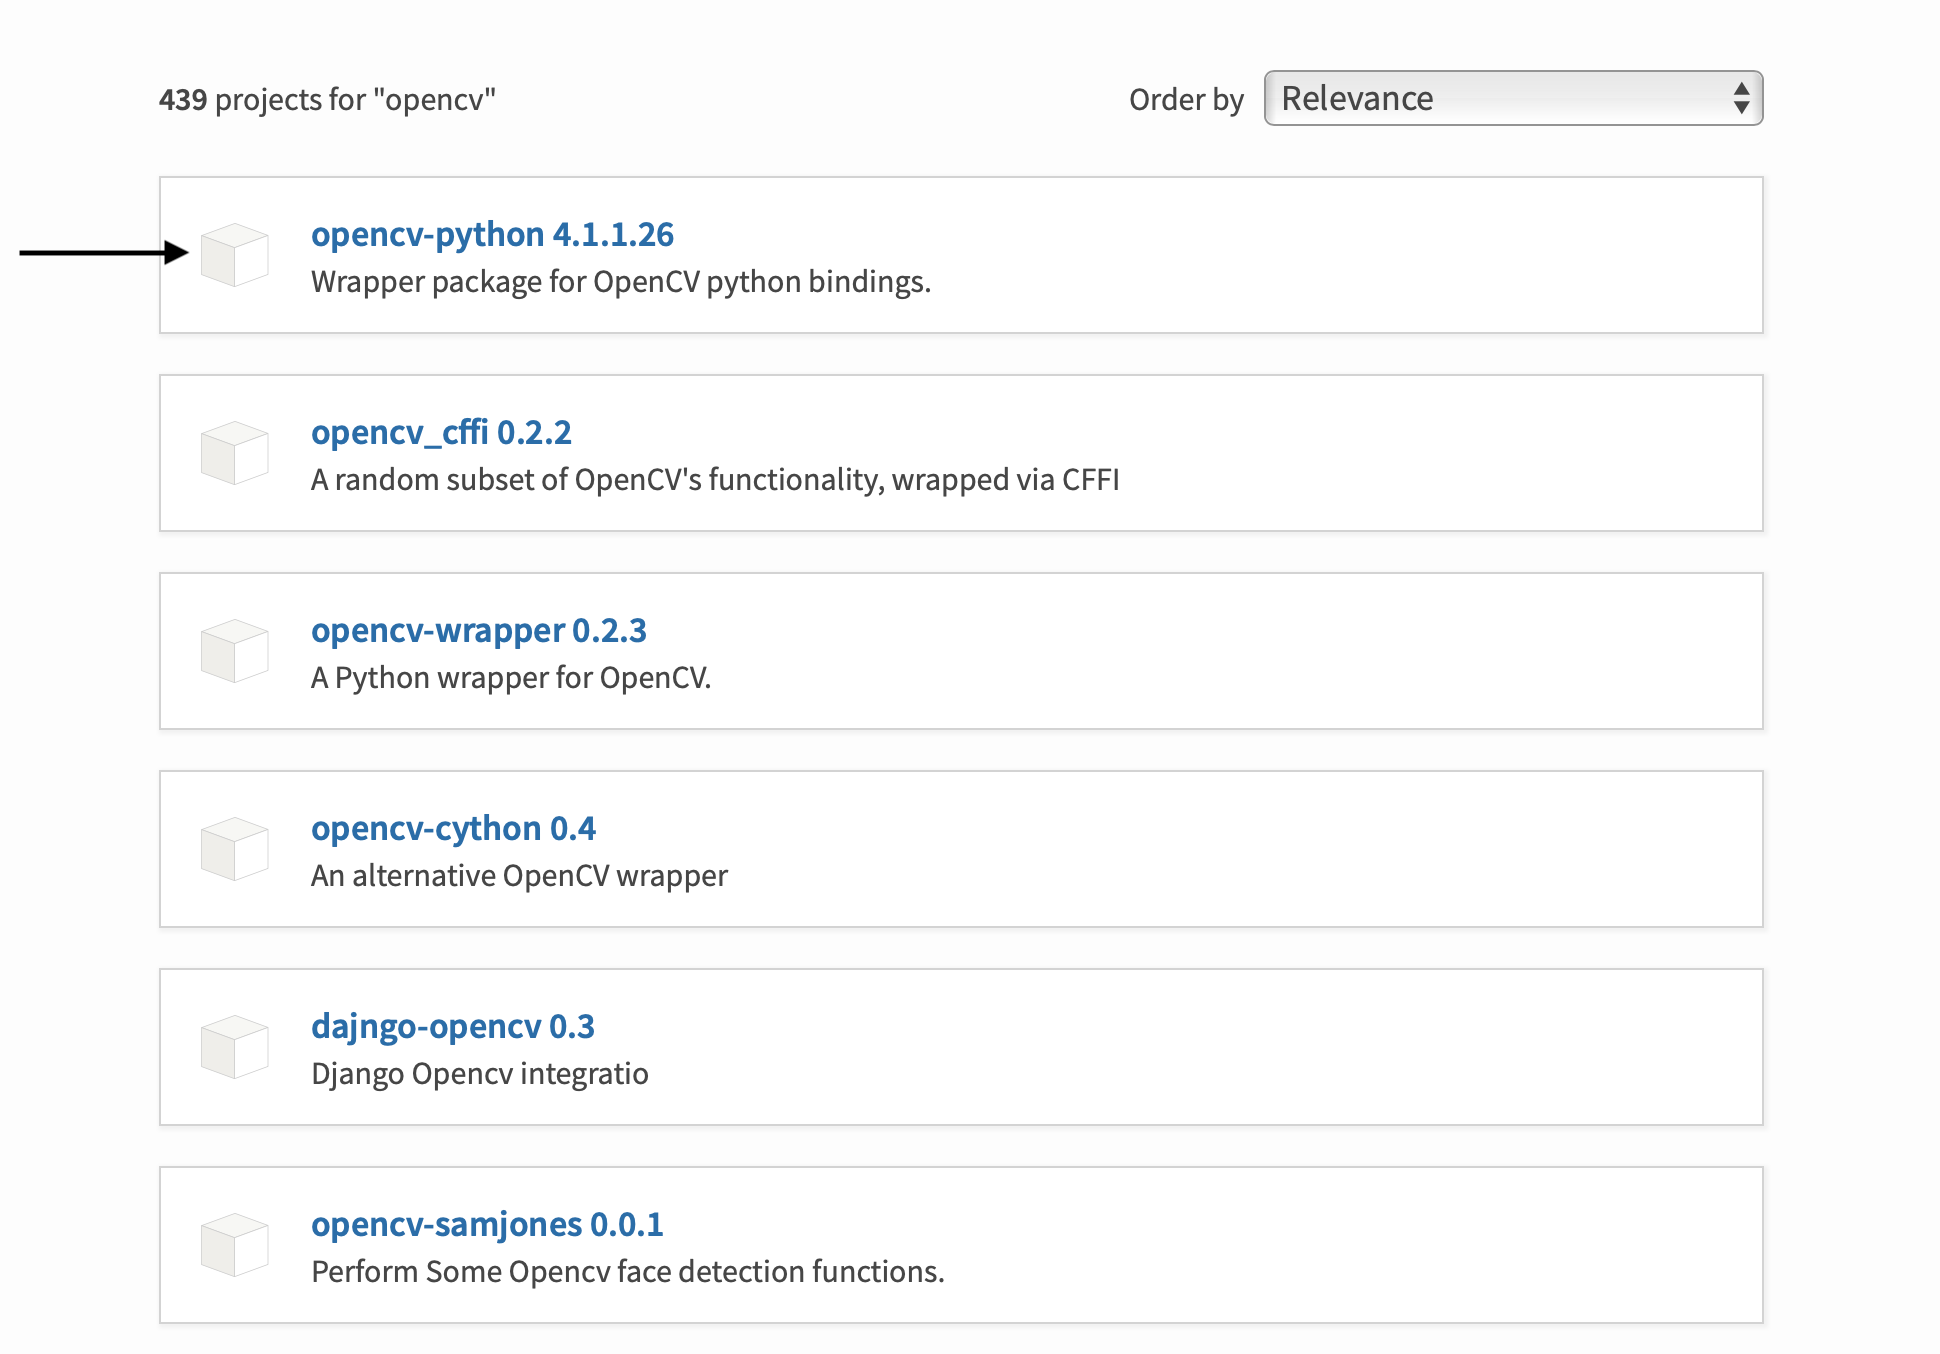 439 projects for "opencv"
Order by Relevance
opencv-python 4.1.1.26
Wrapper package for OpenCV python bindings.
opencv_cffi 0.2.2
A random subset of OpenCV's functionality, wrapped via CFFI
opencv-wrapper 0.2.3
A Python wrapper for OpenCV.
opencv-cython 0.4
An alternative OpenCV wrapper
dajngo-opencv 0.3
Django Opencv integratio
opencv-samjones 0.0.1
Perform Some Opencv face detection functions.